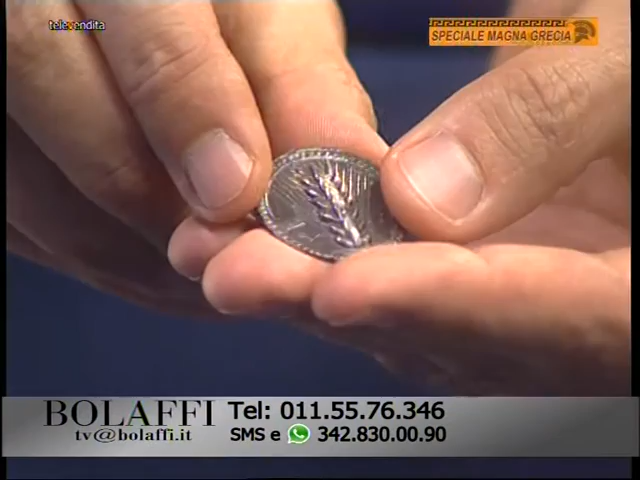 televendita
SPECIALE MAGNA GRECIA
BOLAFFI
tv@bolaffi.it
Tel: 011.55.76.346
SMS e 342.830.00.90